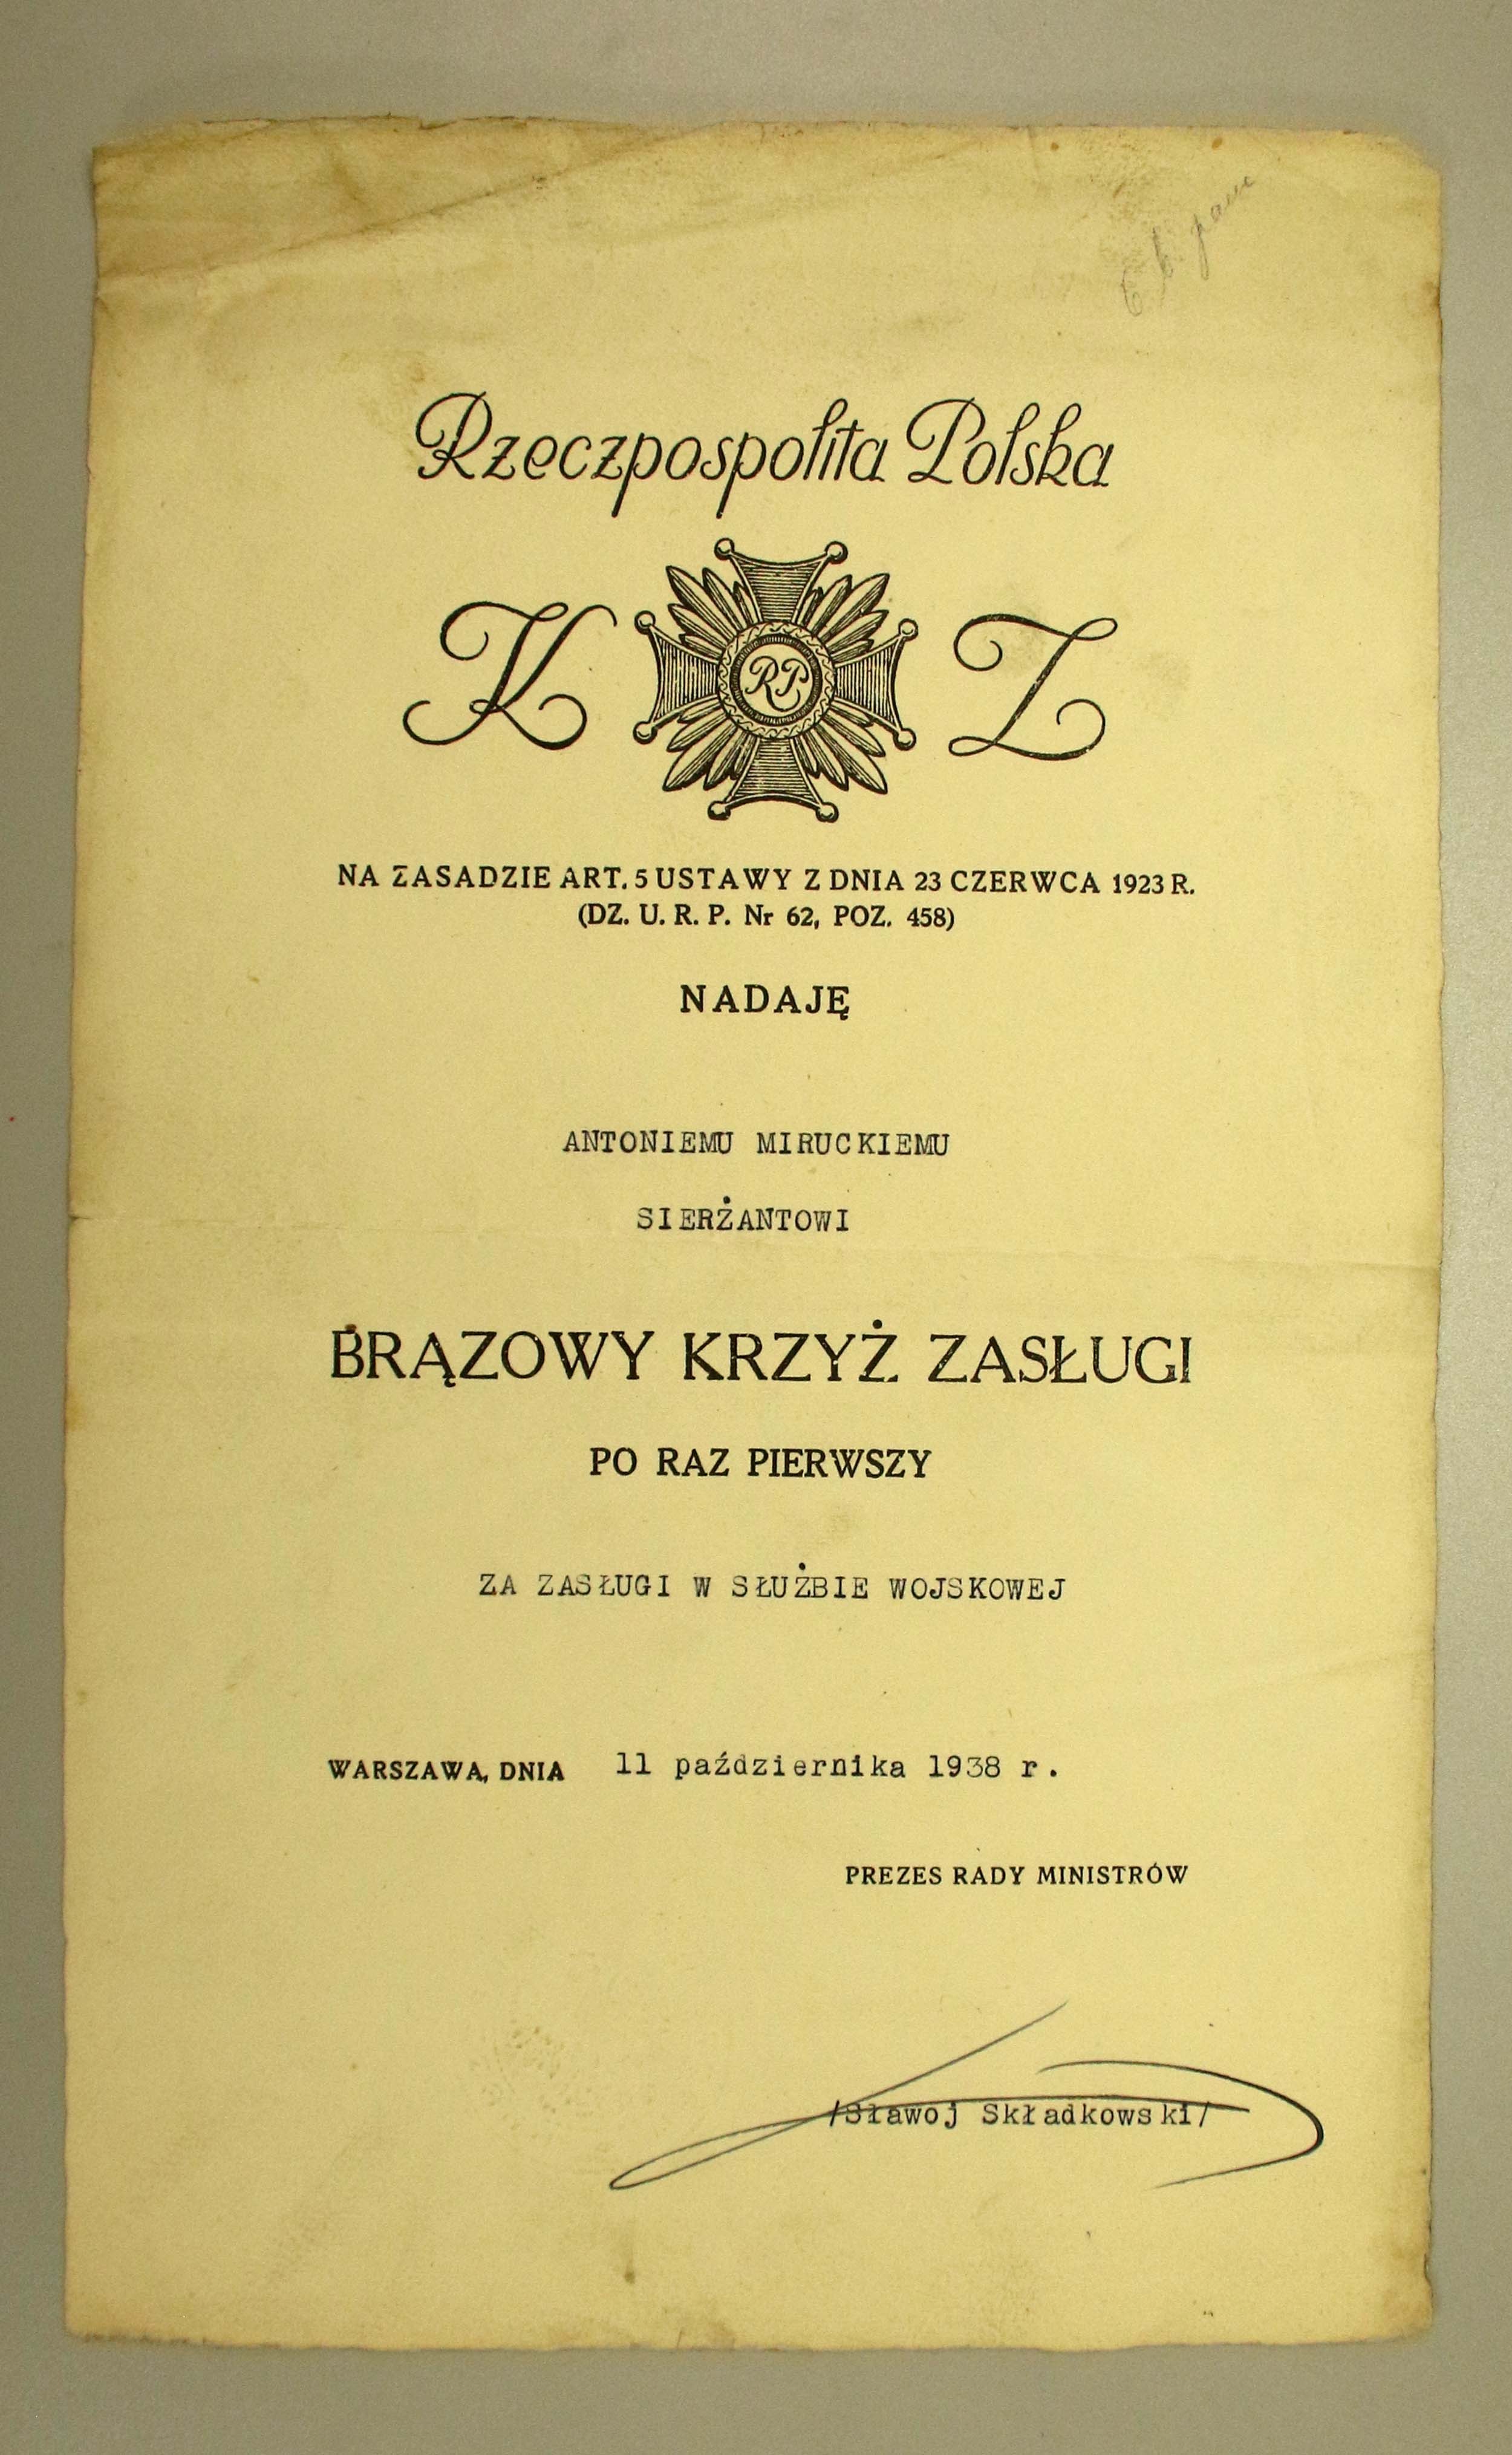 Rzeczpospolita Polska
K RP Z
NA ZASADZIE ART. 5 USTAWY Z DNIA 23 CZERWCA 1923 R.
(DZ. U. R. P. Nr 62, POZ. 458)
NADAJĘ
ANTONIEMU MIRUCKIEMU
SIERŻANTOWI
BRĄZOWY KRZYŻ ZASŁUGI
PO RAZ PIERWSZY
ZA ZASŁUGI W SŁUŻBIE WOJSKOWEJ
WARSZAWA, DNIA 11 października 1938 r.
PREZES RADY MINISTRÓW
/Sławoj Składkowski/